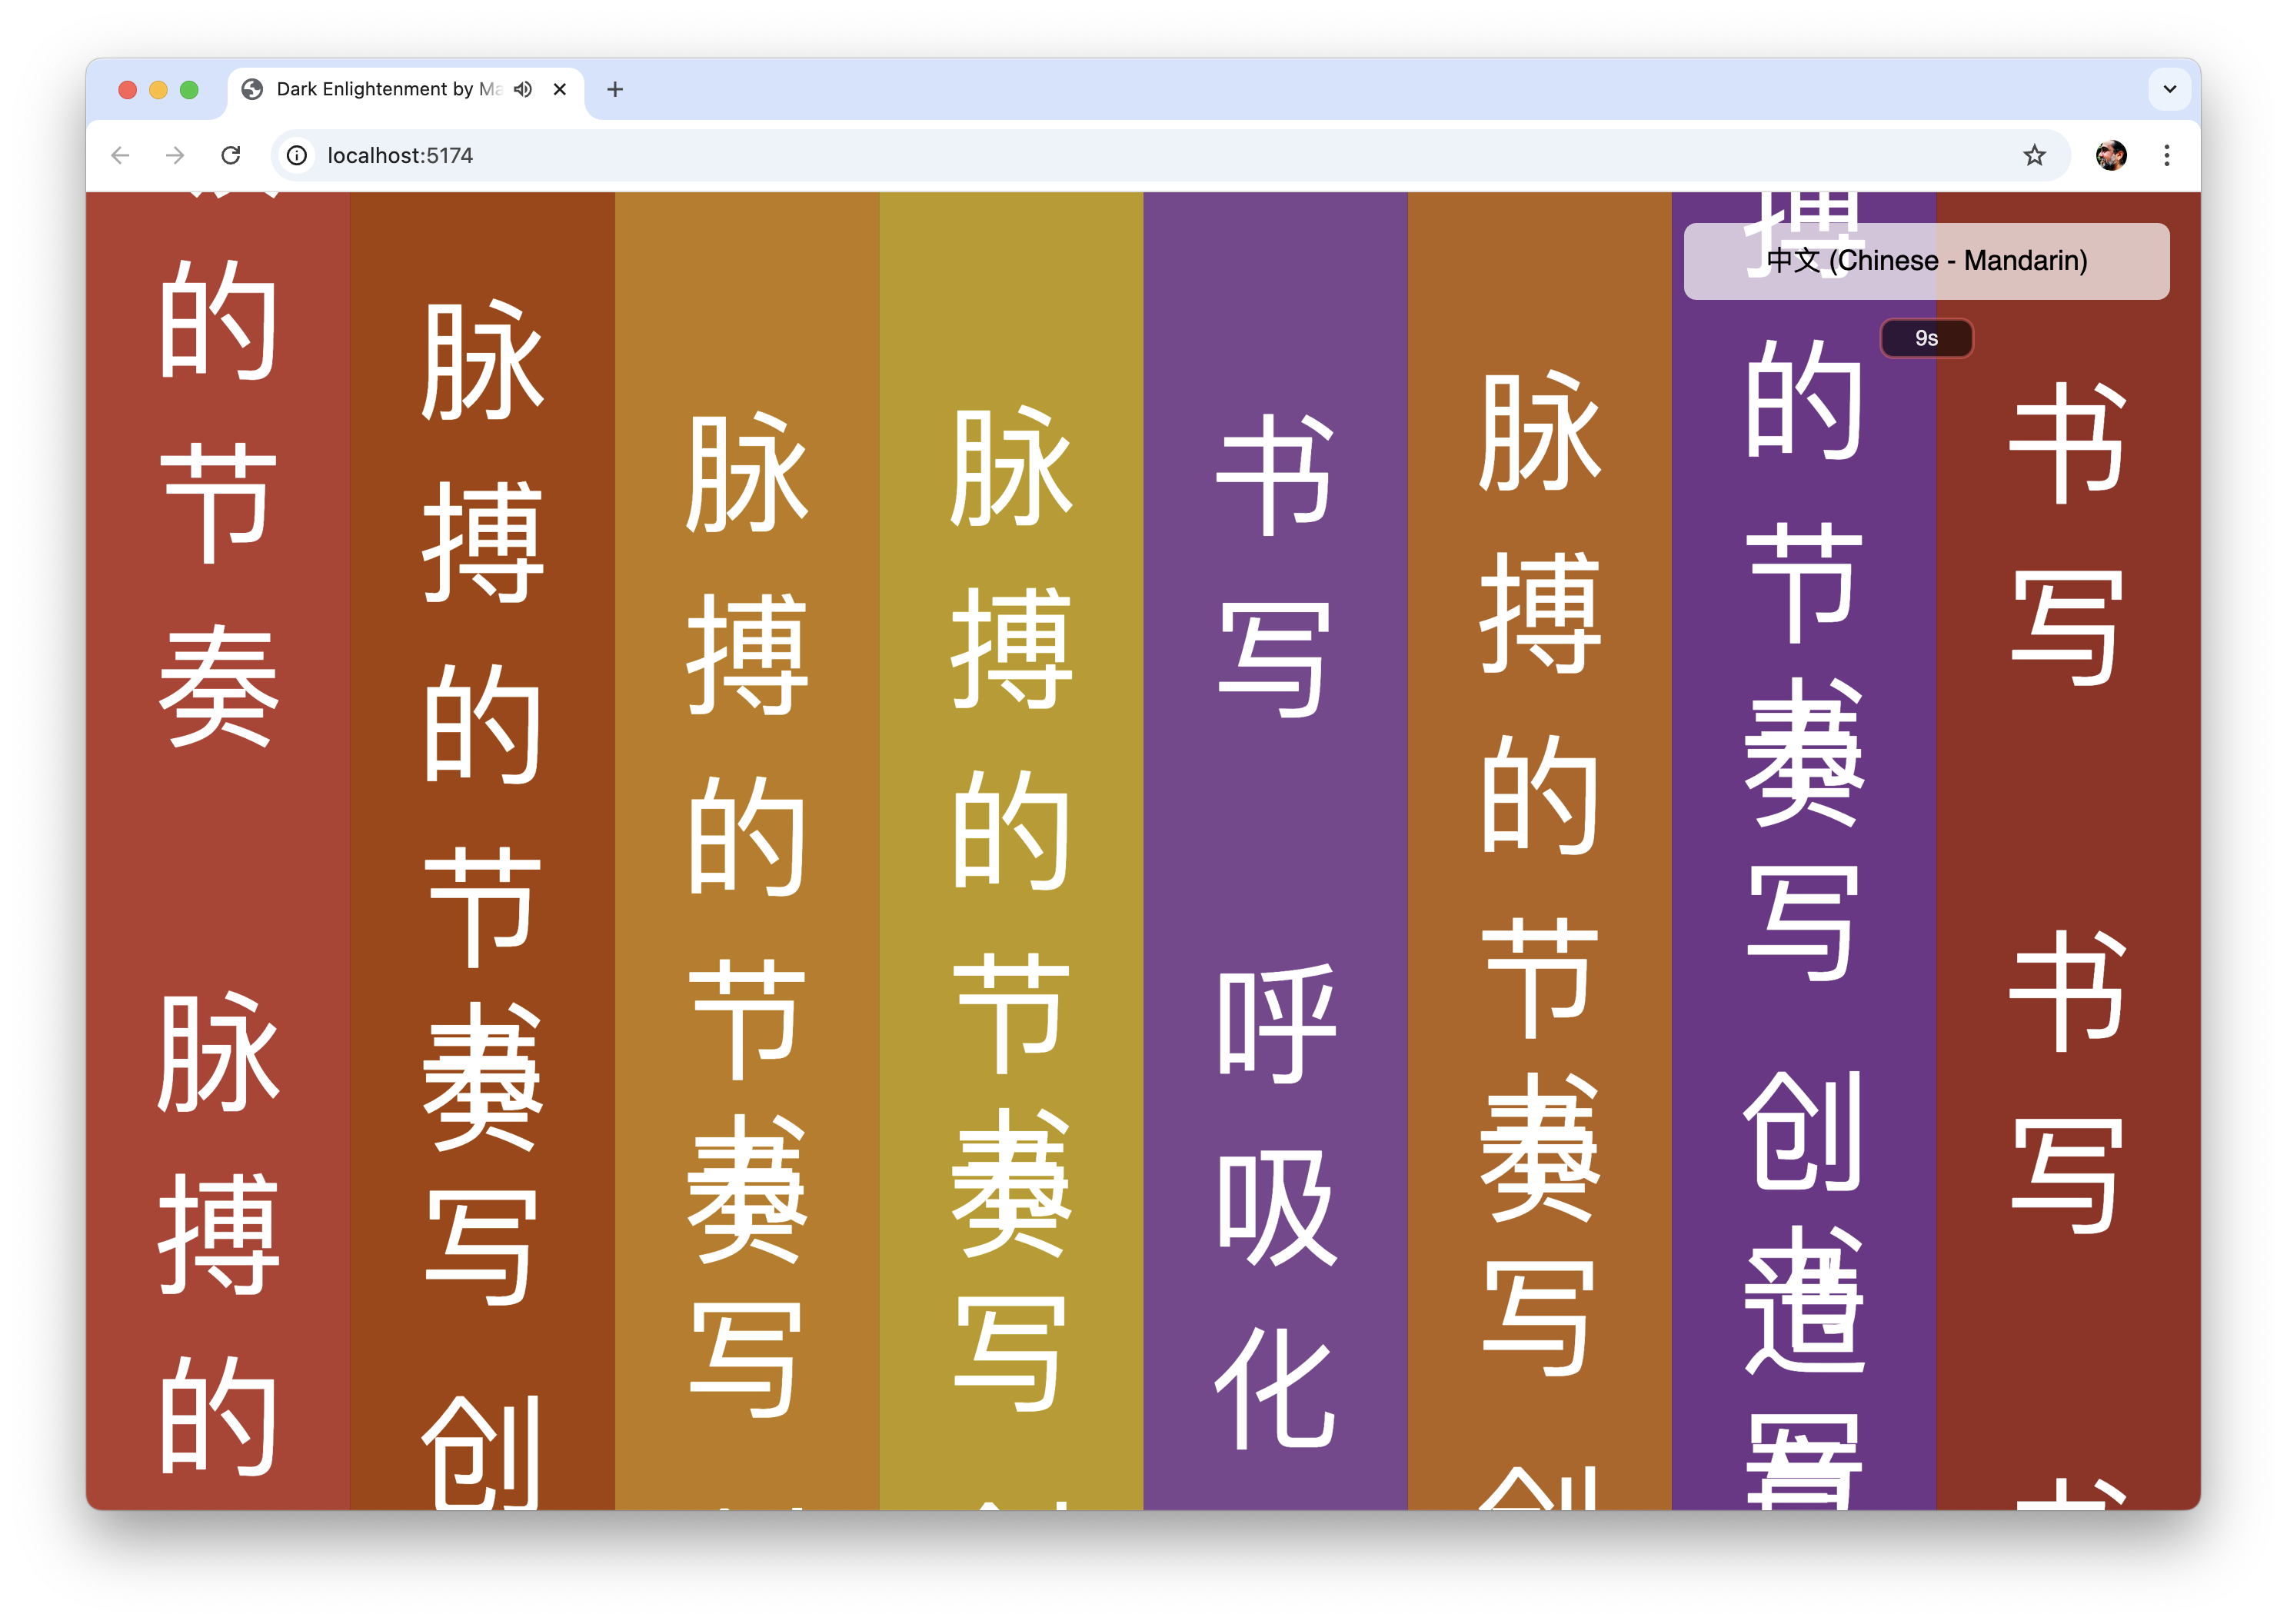 Dark Enlightenment by Ma
localhost:5174
中文 (Chinese - Mandarin)
9s
的节奏
脉搏的
脉搏的节奏
写
创
脉搏的节奏
写
脉搏的节奏
写
书写
呼吸化
脉搏的节奏
写
创
搏的节奏
写
创造
书写
书写
书